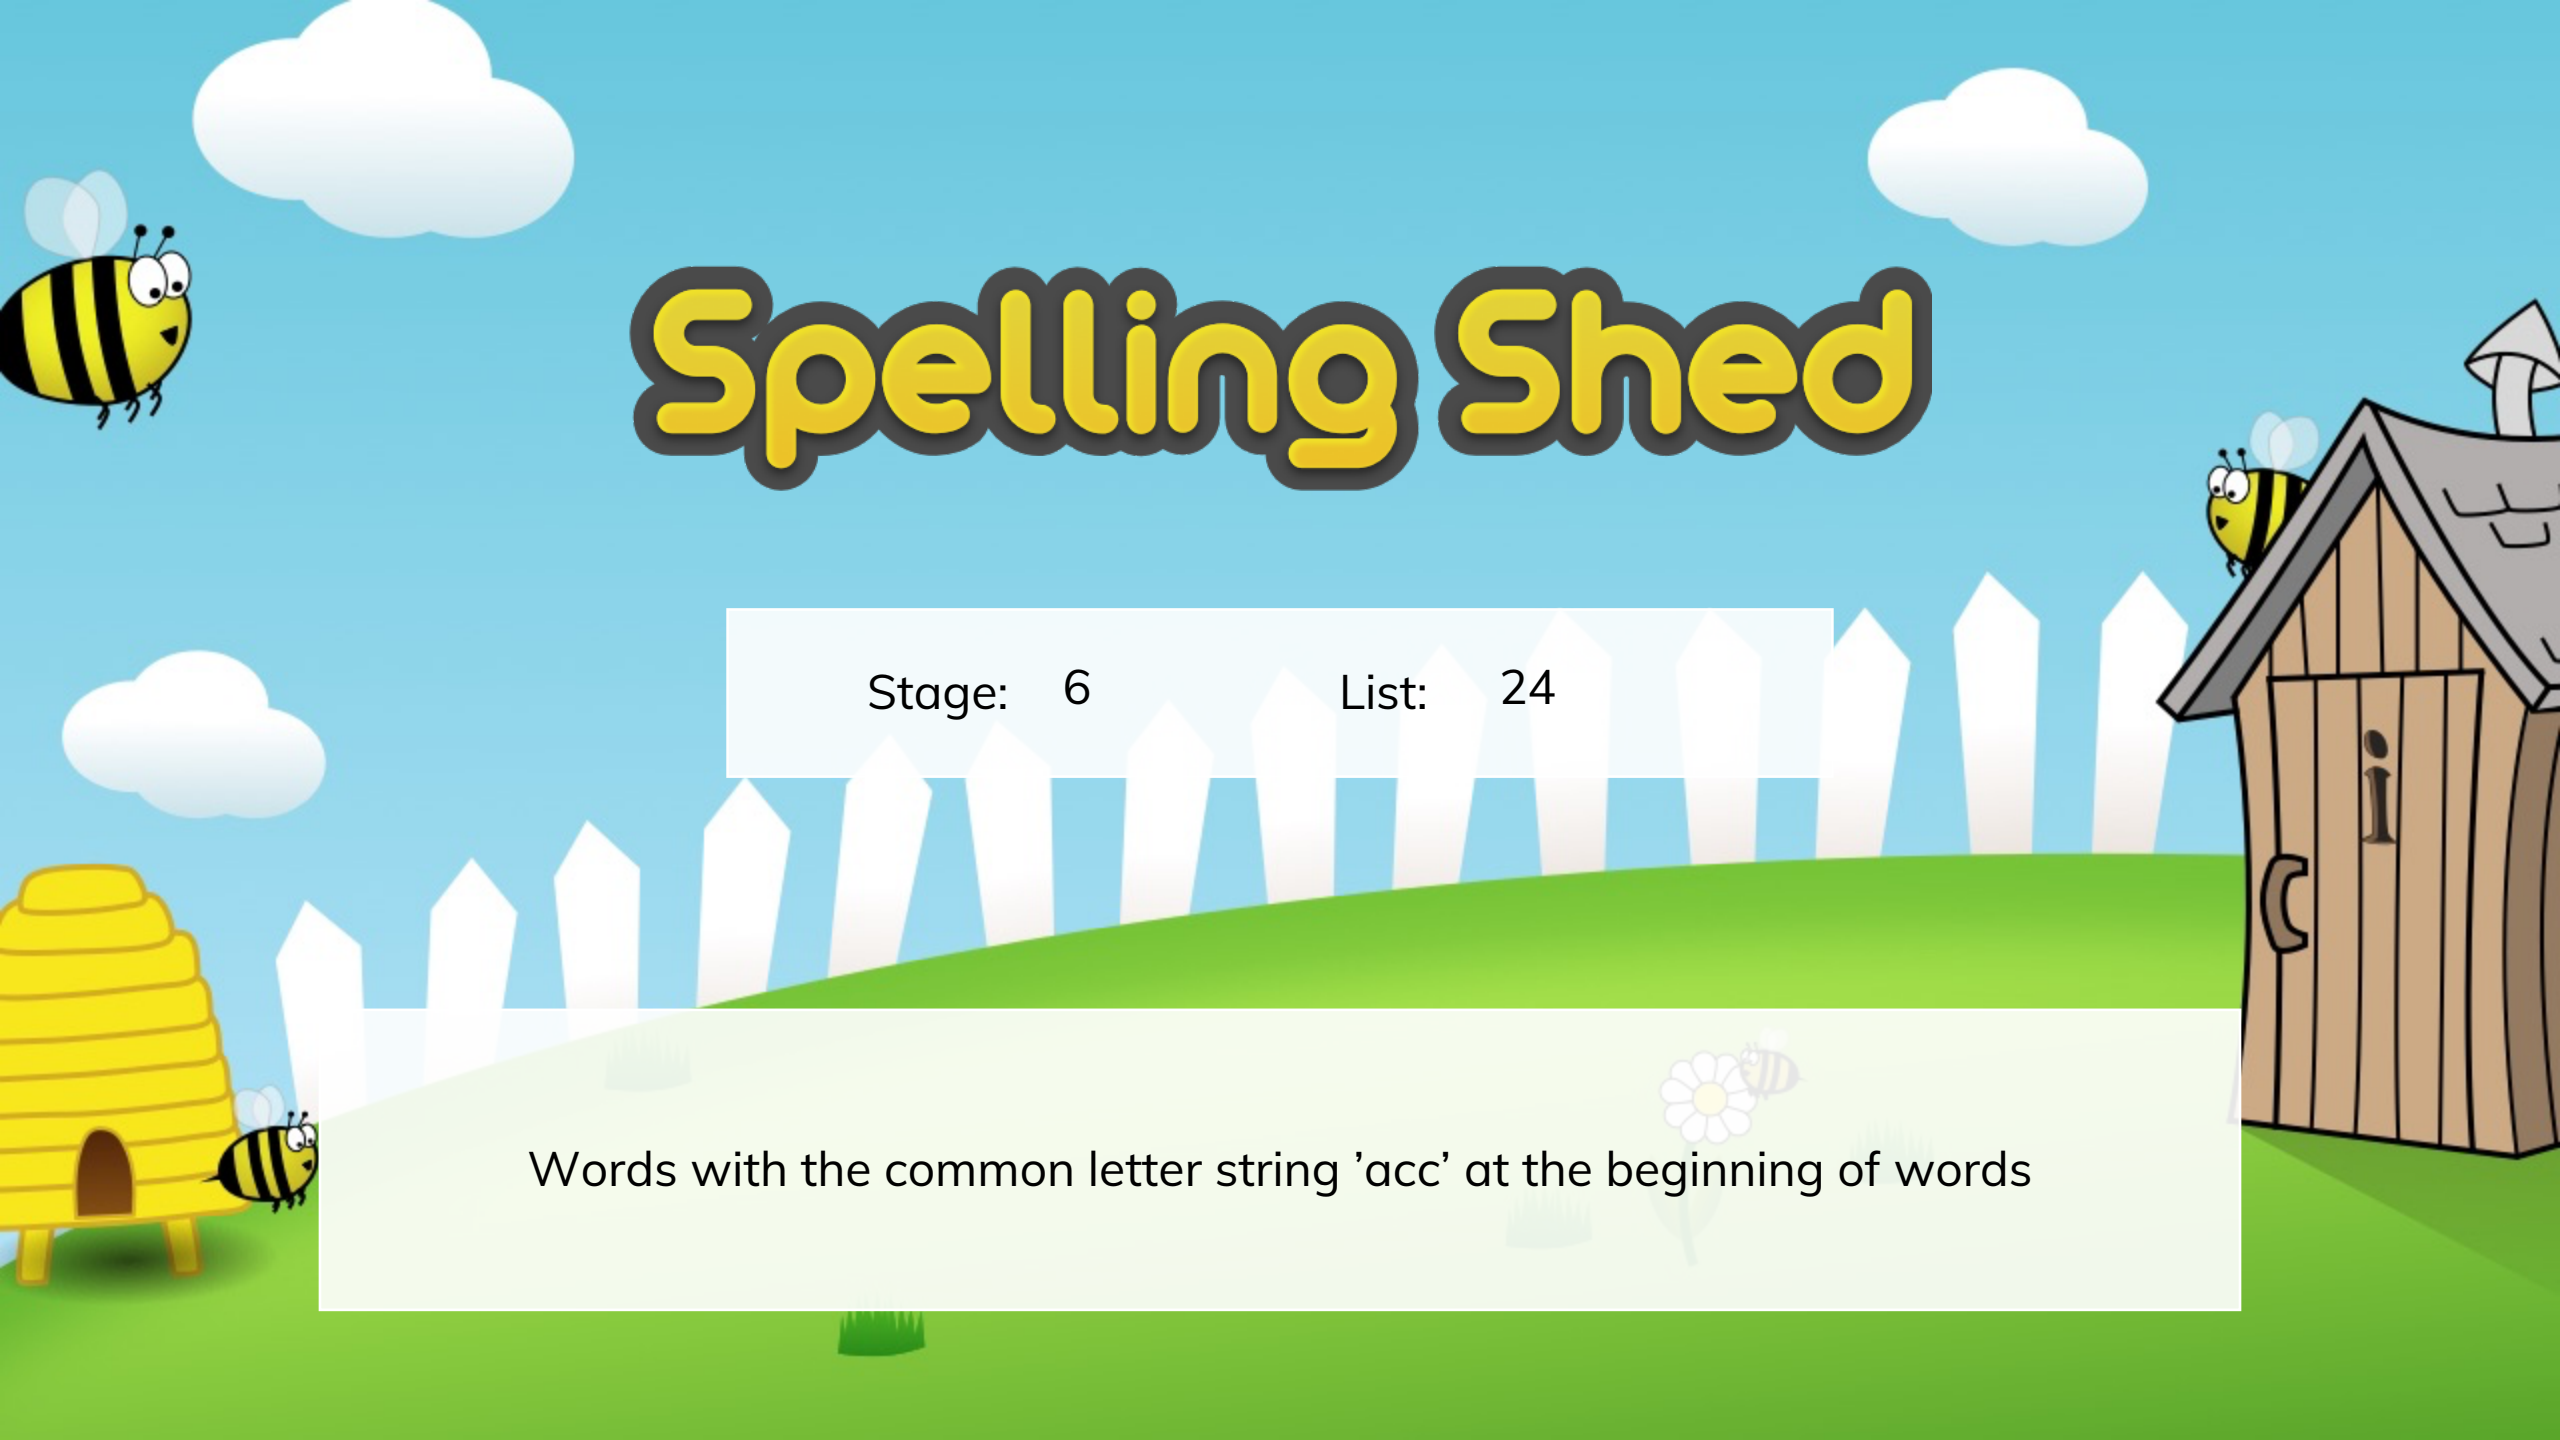 Spelling Shed
Stage: 6 List: 24
i
Words with the common letter string ’acc’ at the beginning of words